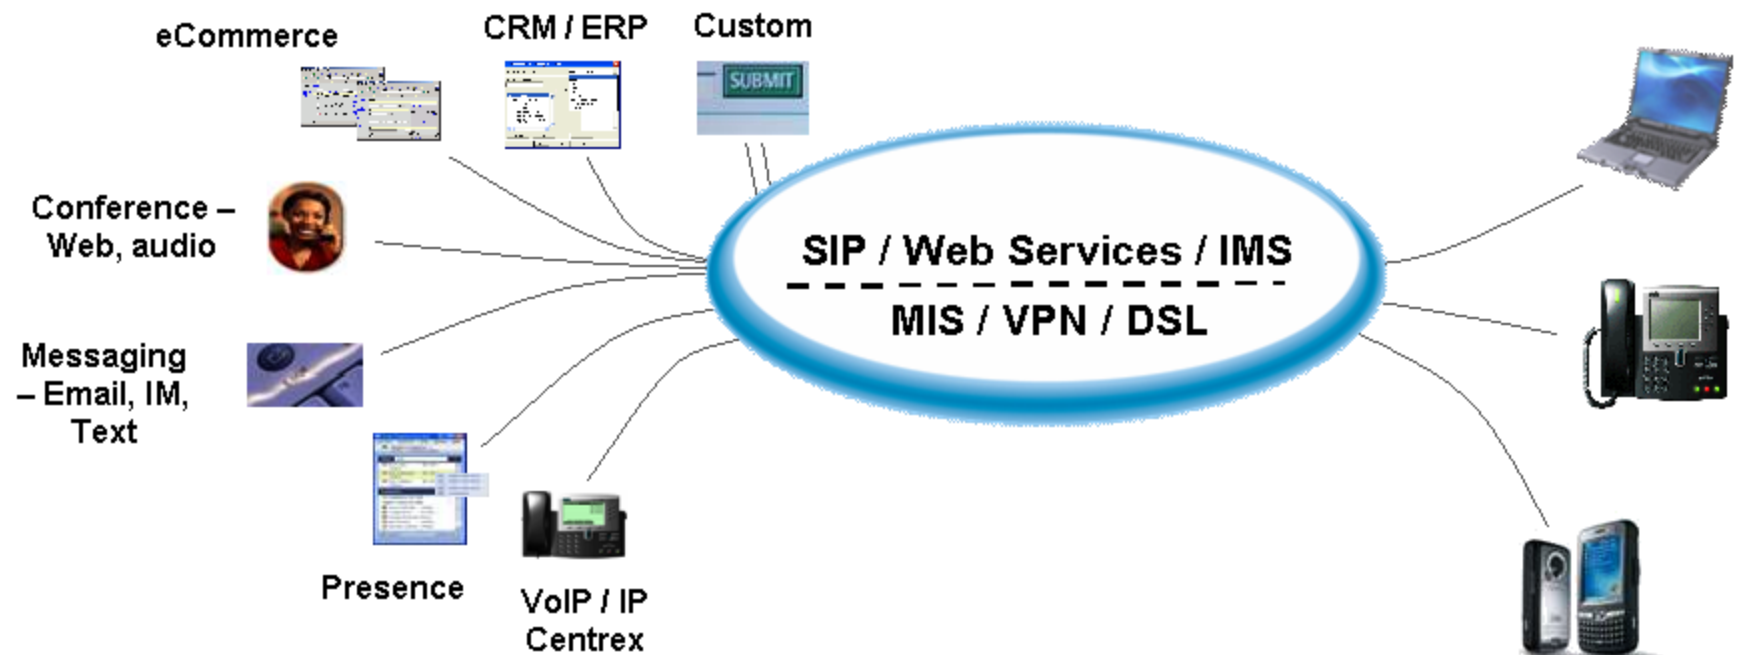 eCommerce
CRM / ERP
Custom
SUBMIT
Conference –
Web, audio
SIP / Web Services / IMS
MIS / VPN / DSL
Messaging
– Email, IM,
Text
Presence
VoIP / IP
Centrex